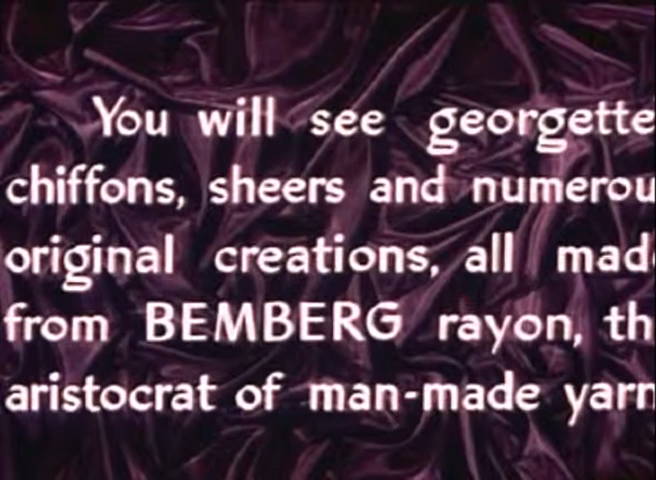 You will see georgette
chiffons, sheers and numerou
original creations, all mad
from BEMBERG rayon, th
aristocrat of man-made yarn